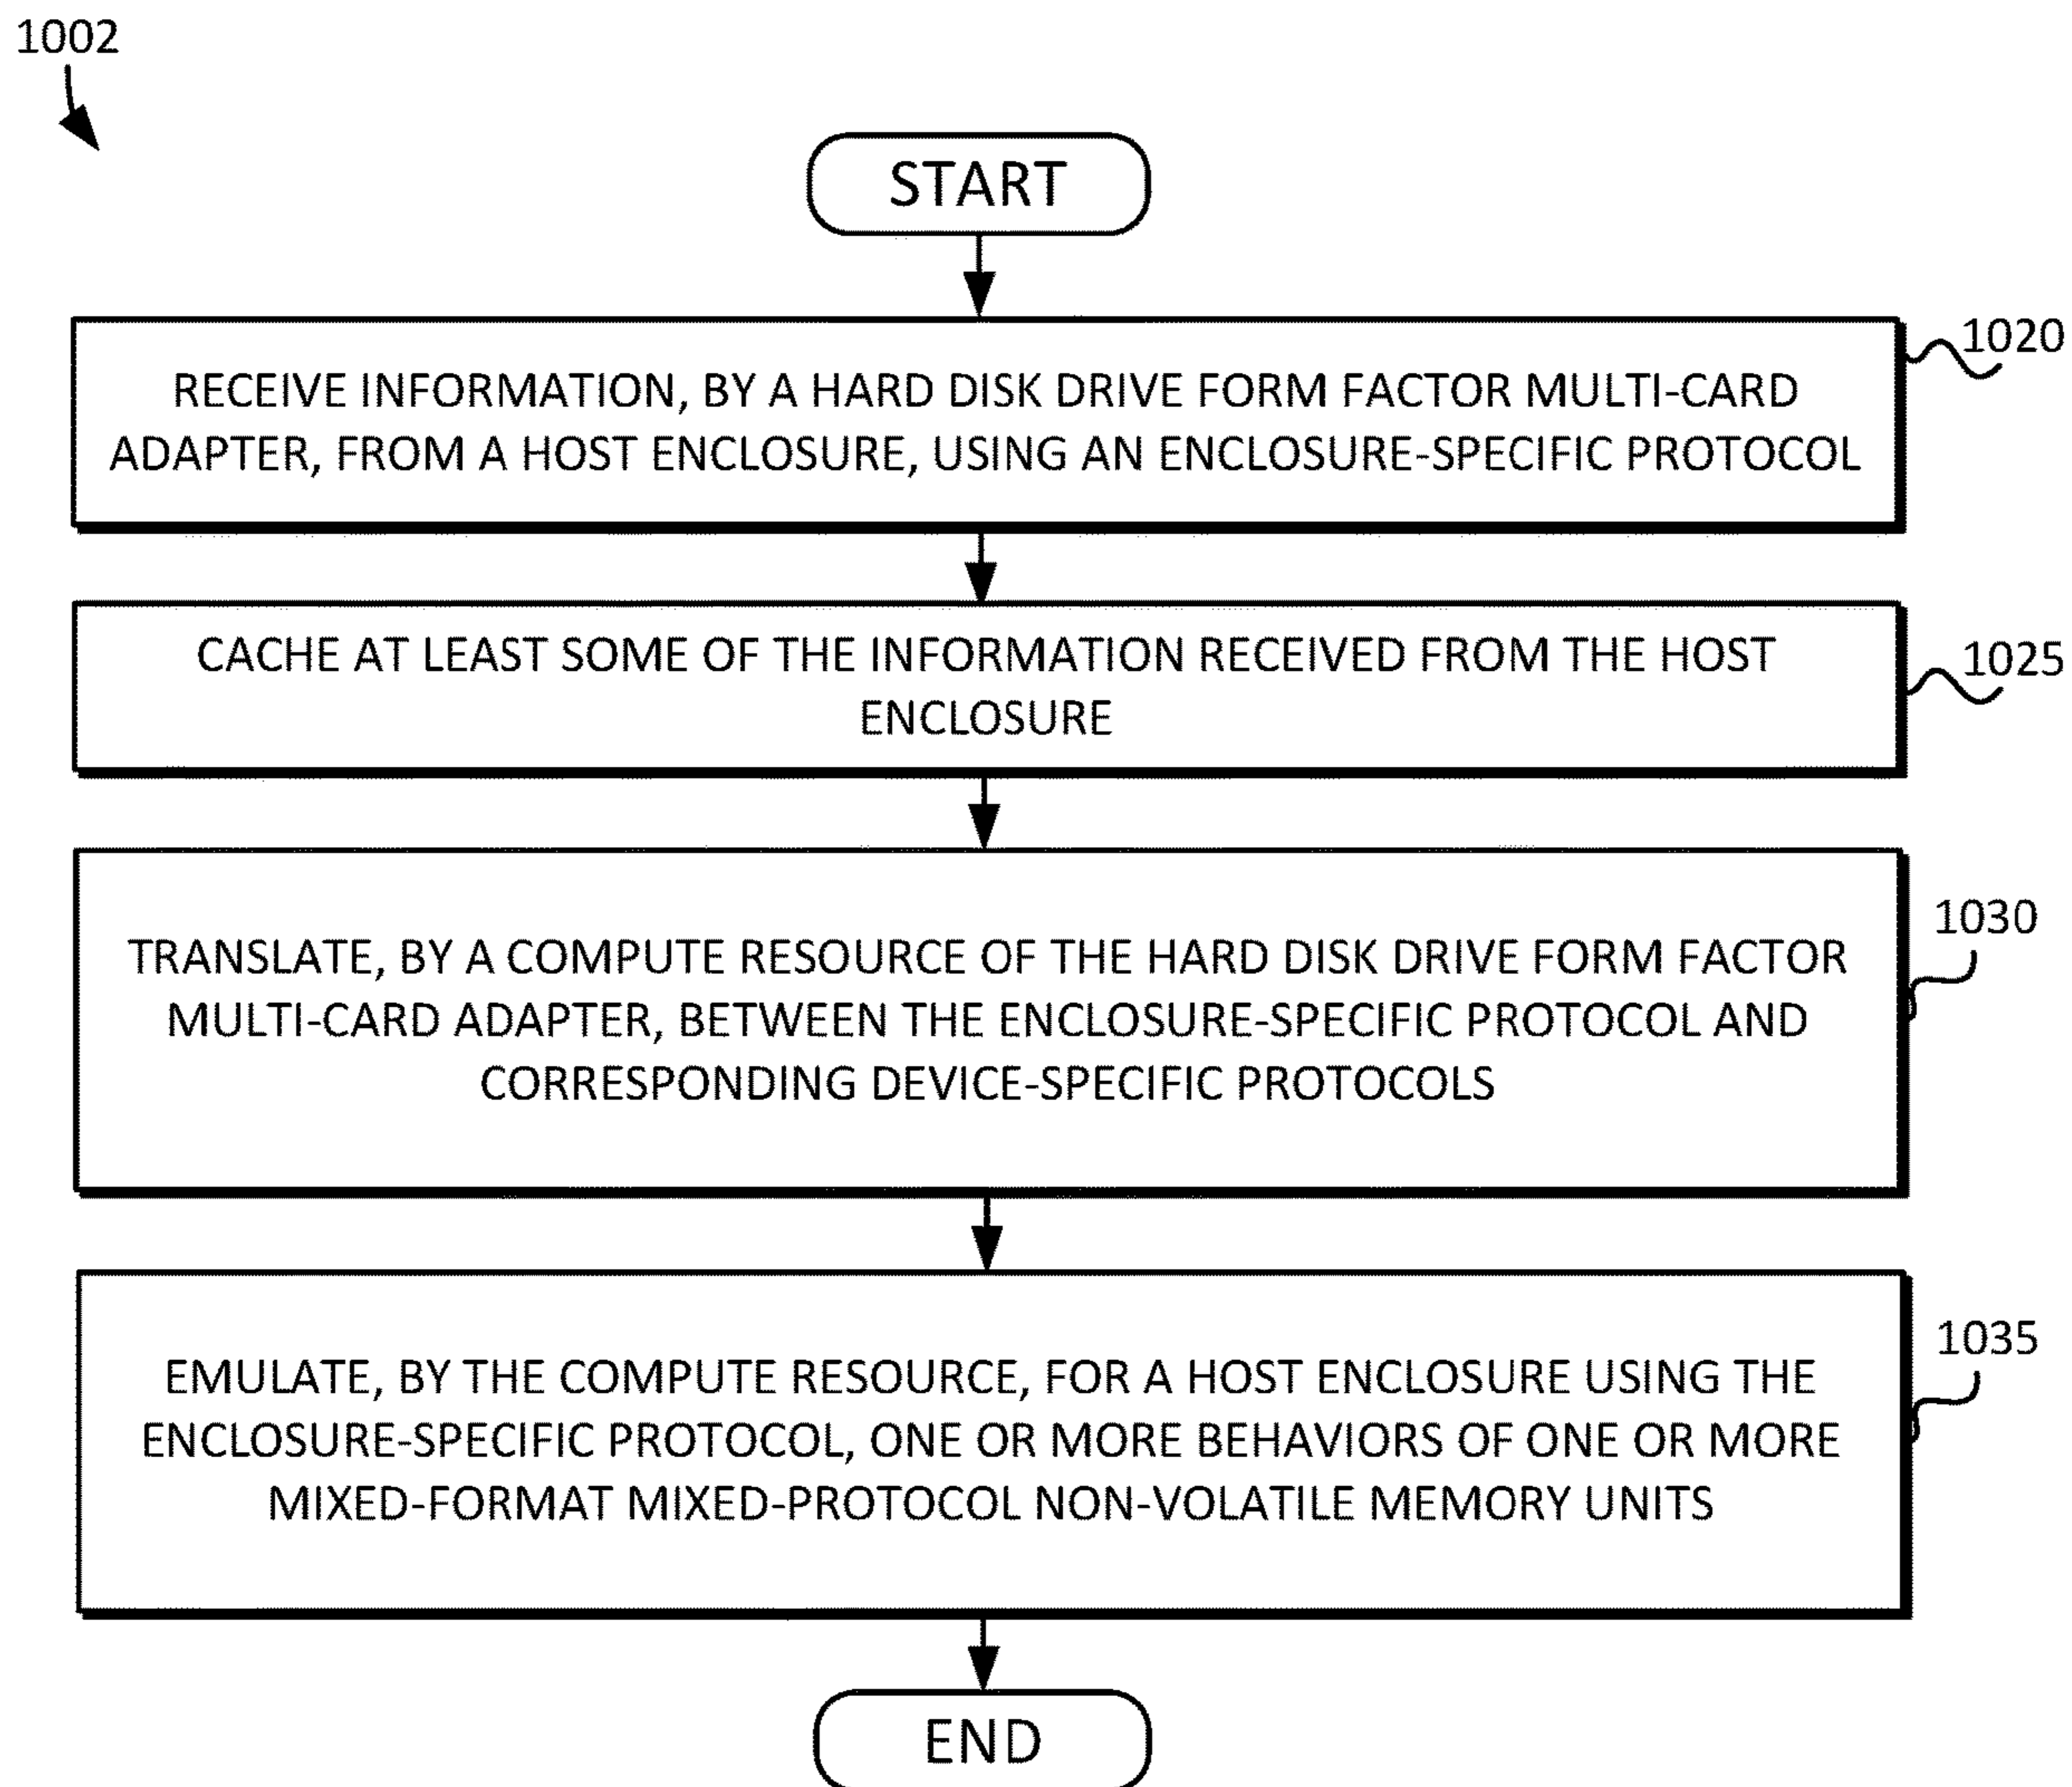 1002
START
1020
RECEIVE INFORMATION, BY A HARD DISK DRIVE FORM FACTOR MULTI-CARD
ADAPTER, FROM A HOST ENCLOSURE, USING AN ENCLOSURE-SPECIFIC PROTOCOL
1025
CACHE AT LEAST SOME OF THE INFORMATION RECEIVED FROM THE HOST
ENCLOSURE
1030
TRANSLATE, BY A COMPUTE RESOURCE OF THE HARD DISK DRIVE FORM FACTOR
MULTI-CARD ADAPTER, BETWEEN THE ENCLOSURE-SPECIFIC PROTOCOL AND
CORRESPONDING DEVICE-SPECIFIC PROTOCOLS
1035
EMULATE, BY THE COMPUTE RESOURCE, FOR A HOST ENCLOSURE USING THE
ENCLOSURE-SPECIFIC PROTOCOL, ONE OR MORE BEHAVIORS OF ONE OR MORE
MIXED-FORMAT MIXED-PROTOCOL NON-VOLATILE MEMORY UNITS
END